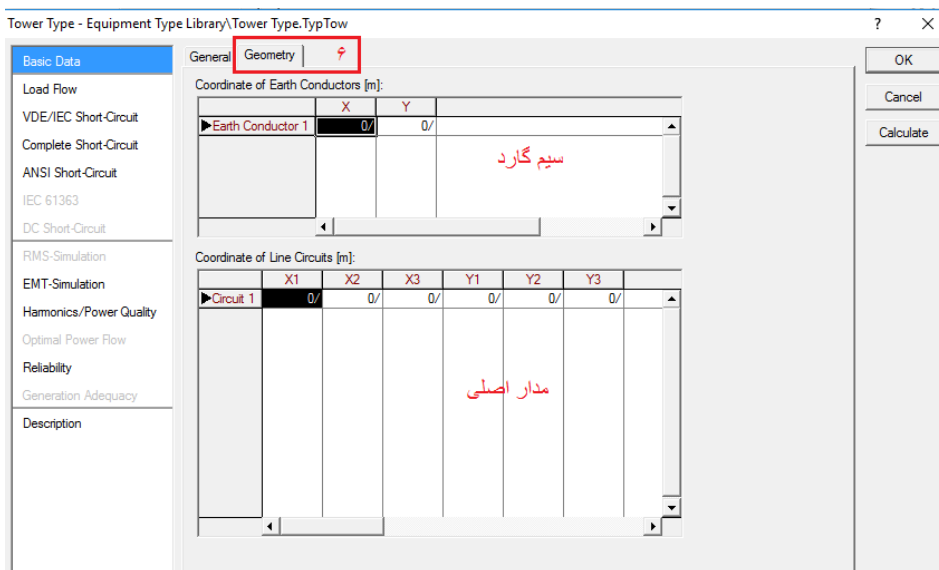 Tower Type - Equipment Type Library\Tower Type.TypTow ? ×
Basic Data
Load Flow
VDE/IEC Short-Circuit
Complete Short-Circuit
ANSI Short-Circuit
IEC 61363
DC Short-Circuit
RMS-Simulation
EMT-Simulation
Harmonics/Power Quality
Optimal Power Flow
Reliability
Generation Adequacy
Description
General Geometry ۶
Coordinate of Earth Conductors [m]:
X Y
Earth Conductor 1 0/ 0/
سیم گارد
Coordinate of Line Circuits [m]:
X1 X2 X3 Y1 Y2 Y3
Circuit 1 0/ 0/ 0/ 0/ 0/ 0/
مدار اصلی
OK
Cancel
Calculate